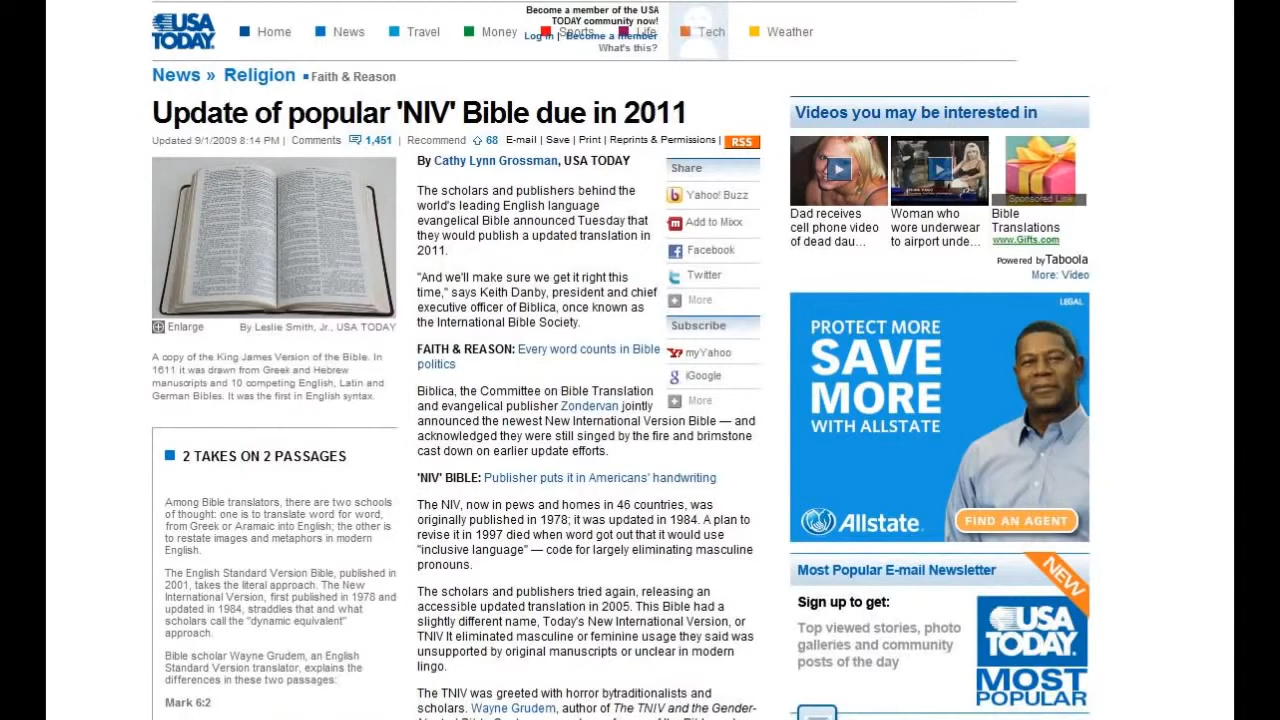 Become a member of the USA
TODAY community now!
Log in | Become a member
What's this?
USA
TODAY
Home News Travel Money Sports Life Tech Weather
News » Religion Faith & Reason
Update of popular 'NIV' Bible due in 2011
Updated 9/1/2009 8:14 PM | Comments 1,451 | Recommend 68 E-mail | Save | Print | Reprints & Permissions | RSS
Enlarge By Leslie Smith, Jr., USA TODAY
A copy of the King James Version of the Bible. In
1611 it was drawn from Greek and Hebrew
manuscripts and 10 competing English, Latin and
German Bibles. It was the first in English syntax.
2 TAKES ON 2 PASSAGES
Among Bible translators, there are two schools
of thought: one is to translate word for word,
from Greek or Aramaic into English; the other is
to restate images and metaphors in modern
English.
The English Standard Version Bible, published in
2001, takes the literal approach. The New
International Version, first published in 1978 and
updated in 1984, straddles that and what
scholars call the "dynamic equivalent"
approach.
Bible scholar Wayne Grudem, an English
Standard Version translator, explains the
differences in these two passages:
Mark 6:2
By Cathy Lynn Grossman, USA TODAY
The scholars and publishers behind the
world's leading English language
evangelical Bible announced Tuesday that
they would publish a updated translation in
2011.
"And we'll make sure we get it right this
time," says Keith Danby, president and chief
executive officer of Biblica, once known as
the International Bible Society.
FAITH & REASON: Every word counts in Bible
politics
Biblica, the Committee on Bible Translation
and evangelical publisher Zondervan jointly
announced the newest New International Version Bible — and
acknowledged they were still singed by the fire and brimstone
cast down on earlier update efforts.
'NIV' BIBLE: Publisher puts it in Americans' handwriting
The NIV, now in pews and homes in 46 countries, was
originally published in 1978; it was updated in 1984. A plan to
revise it in 1997 died when word got out that it would use
"inclusive language" — code for largely eliminating masculine
pronouns.
The scholars and publishers tried again, releasing an
accessible updated translation in 2005. This Bible had a
slightly different name, Today's New International Version, or
TNIV It eliminated masculine or feminine usage they said was
unsupported by original manuscripts or unclear in modern
lingo.
The TNIV was greeted with horror bytraditionalists and
scholars. Wayne Grudem, author of The TNIV and the Gender-
Share
Yahoo! Buzz
Add to Mixx
Facebook
Twitter
More
Subscribe
myYahoo
iGoogle
More
Videos you may be interested in
Sponsored Link
Dad receives
cell phone video
of dead dau...
Woman who
wore underwear
to airport unde...
Bible
Translations
www.Gifts.com
Powered by Taboola
More: Video
LEGAL
PROTECT MORE
SAVE
MORE
WITH ALLSTATE
Allstate.
FIND AN AGENT
Most Popular E-mail Newsletter
NEW
Sign up to get:
Top viewed stories, photo
galleries and community
posts of the day
USA
TODAY
MOST
POPULAR